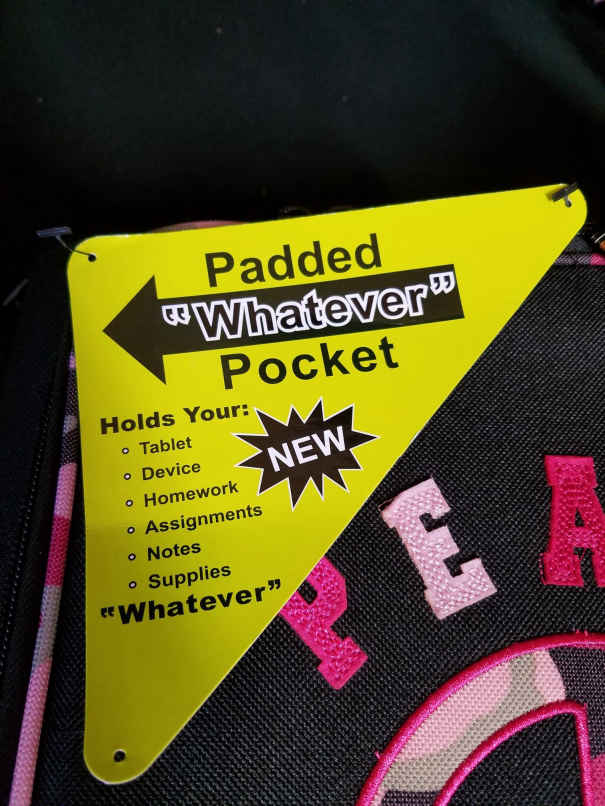 Padded
"Whatever"
Pocket
Holds Your:
Tablet
Device
Homework
Assignments
Notes
Supplies
"Whatever"
NEW
PEA